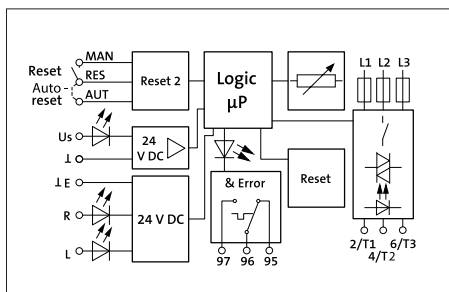 MAN
Reset
RES
Auto
reset
AUT
Reset 2
Logic
µP
L1 L2 L3
Us
⊥
24
V DC
⊥ E
R
L
24 V DC
& Error
Reset
97 96 95
2/T1 6/T3
4/T2